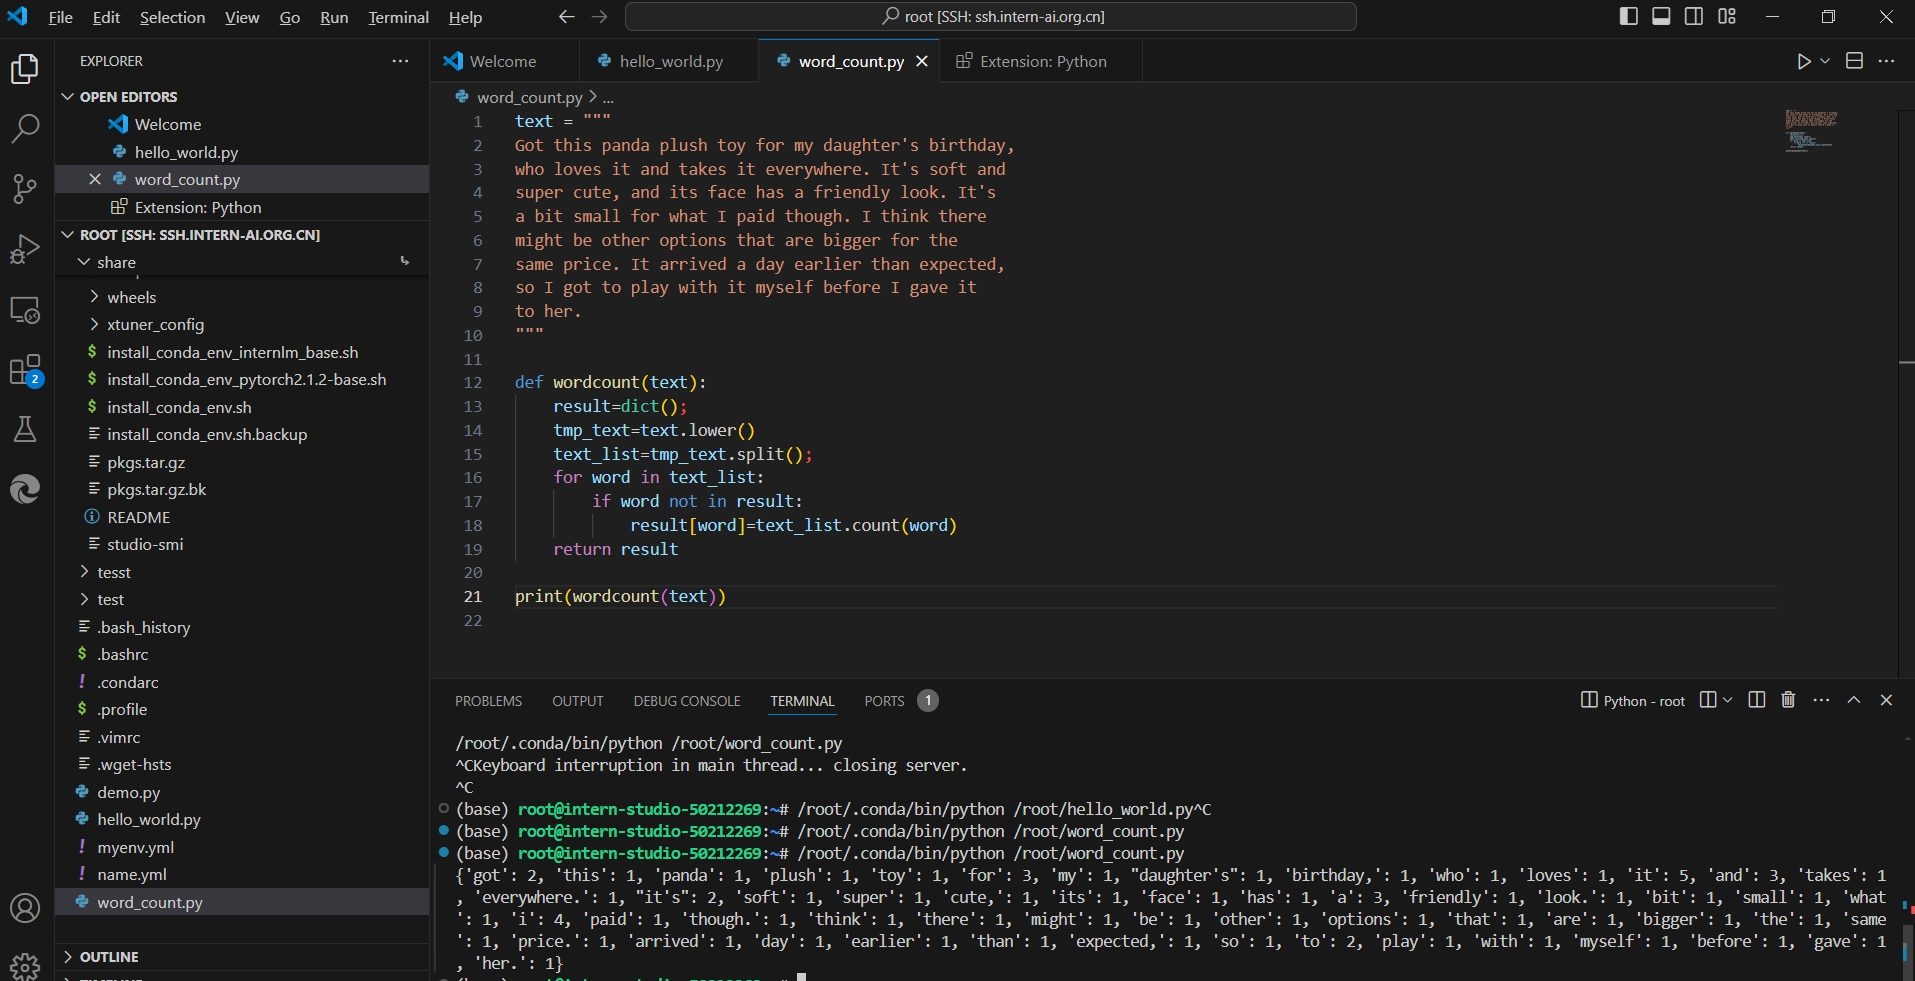 File Edit Selection View Go Run Terminal Help
root [SSH: ssh.intern-ai.org.cn]
EXPLORER
OPEN EDITORS
Welcome
hello_world.py
word_count.py
Extension: Python
ROOT [SSH: SSH.INTERN-AI.ORG.CN]
share
wheels
xtuner_config
$ install_conda_env_internlm_base.sh
$ install_conda_env_pytorch2.1.2-base.sh
$ install_conda_env.sh
install_conda_env.sh.backup
pkgs.tar.gz
pkgs.tar.gz.bk
README
studio-smi
tesst
test
.bash_history
$ .bashrc
! .condarc
$ .profile
.vimrc
.wget-hsts
demo.py
hello_world.py
! myenv.yml
! name.yml
word_count.py
OUTLINE
2
Welcome hello_world.py word_count.py Extension: Python
word_count.py > ...
1 text = """
2 Got this panda plush toy for my daughter's birthday,
3 who loves it and takes it everywhere. It's soft and
4 super cute, and its face has a friendly look. It's
5 a bit small for what I paid though. I think there
6 might be other options that are bigger for the
7 same price. It arrived a day earlier than expected,
8 so I got to play with it myself before I gave it
9 to her.
10 """
11
12 def wordcount(text):
13 result=dict();
14 tmp_text=text.lower()
15 text_list=tmp_text.split();
16 for word in text_list:
17 if word not in result:
18 result[word]=text_list.count(word)
19 return result
20
21 print(wordcount(text))
22
PROBLEMS OUTPUT DEBUG CONSOLE TERMINAL PORTS 1
Python - root
/root/.conda/bin/python /root/word_count.py
^CKeyboard interruption in main thread... closing server.
^C
(base) root@intern-studio-50212269:~# /root/.conda/bin/python /root/hello_world.py^C
(base) root@intern-studio-50212269:~# /root/.conda/bin/python /root/word_count.py
(base) root@intern-studio-50212269:~# /root/.conda/bin/python /root/word_count.py
{'got': 2, 'this': 1, 'panda': 1, 'plush': 1, 'toy': 1, 'for': 3, 'my': 1, "daughter's": 1, 'birthday,': 1, 'who': 1, 'loves': 1, 'it': 5, 'and': 3, 'takes': 1
, 'everywhere.': 1, "it's": 2, 'soft': 1, 'super': 1, 'cute,': 1, 'its': 1, 'face': 1, 'has': 1, 'a': 3, 'friendly': 1, 'look.': 1, 'bit': 1, 'small': 1, 'what
': 1, 'i': 4, 'paid': 1, 'though.': 1, 'think': 1, 'there': 1, 'might': 1, 'be': 1, 'other': 1, 'options': 1, 'that': 1, 'are': 1, 'bigger': 1, 'the': 1, 'same
': 1, 'price.': 1, 'arrived': 1, 'day': 1, 'earlier': 1, 'than': 1, 'expected,': 1, 'so': 1, 'to': 2, 'play': 1, 'with': 1, 'myself': 1, 'before': 1, 'gave': 1
, 'her.': 1}